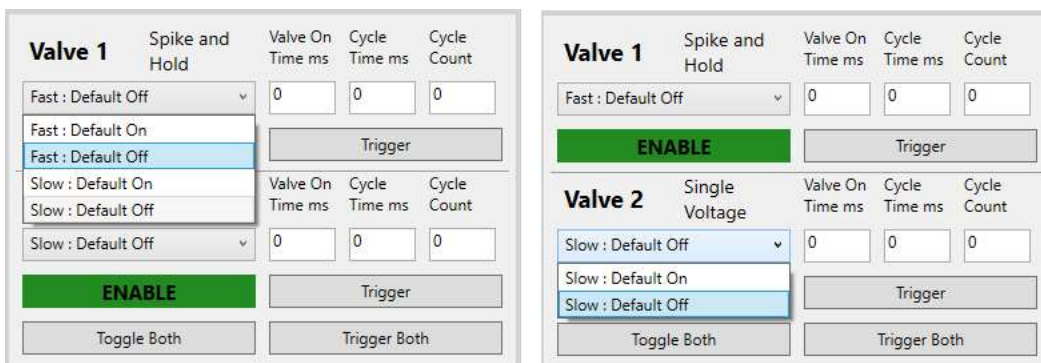 Valve 1
Spike and
Hold
Valve On
Time ms
Cycle
Time ms
Cycle
Count
Fast : Default Off
0
0
0
Fast : Default On
Fast : Default Off
Slow : Default On
Slow : Default Off
Trigger
Valve On
Time ms
Cycle
Time ms
Cycle
Count
Slow : Default Off
0
0
0
ENABLE
Trigger
Toggle Both
Trigger Both
Valve 1
Spike and
Hold
Valve On
Time ms
Cycle
Time ms
Cycle
Count
Fast : Default Off
0
0
0
ENABLE
Trigger
Valve 2
Single
Voltage
Valve On
Time ms
Cycle
Time ms
Cycle
Count
Slow : Default Off
0
0
0
Slow : Default On
Slow : Default Off
Trigger
Toggle Both
Trigger Both